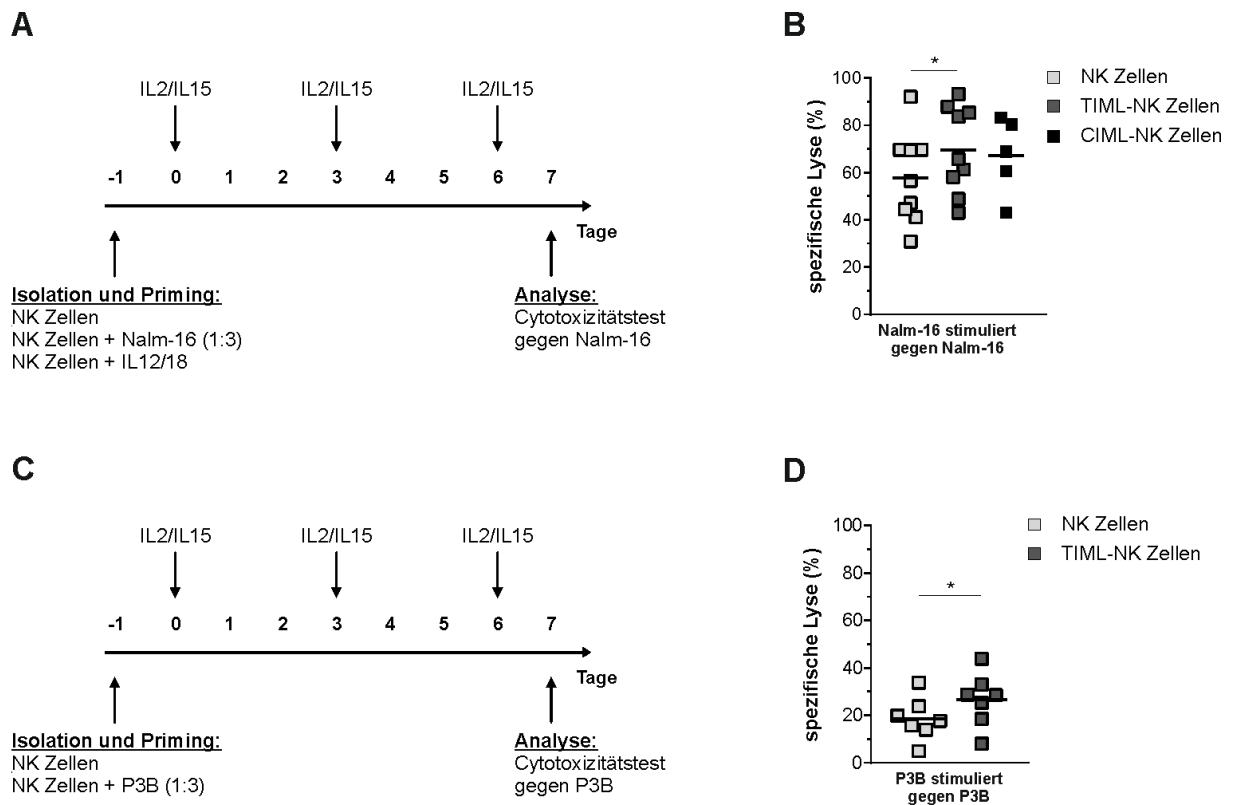 A
IL2/IL15 IL2/IL15 IL2/IL15
-1 0 1 2 3 4 5 6 7
Tage
Isolation und Priming:
NK Zellen
NK Zellen + Nalm-16 (1:3)
NK Zellen + IL12/18
Analyse:
Cytotoxizitätstest
gegen Nalm-16
B
*
NK Zellen
TIML-NK Zellen
CIML-NK Zellen
spezifische Lyse (%)
100
80
60
40
20
0
Nalm-16 stimuliert
gegen Nalm-16
C
IL2/IL15 IL2/IL15 IL2/IL15
-1 0 1 2 3 4 5 6 7
Tage
Isolation und Priming:
NK Zellen
NK Zellen + P3B (1:3)
Analyse:
Cytotoxizitätstest
gegen P3B
D
NK Zellen
TIML-NK Zellen
*
spezifische Lyse (%)
100
80
60
40
20
0
P3B stimuliert
gegen P3B